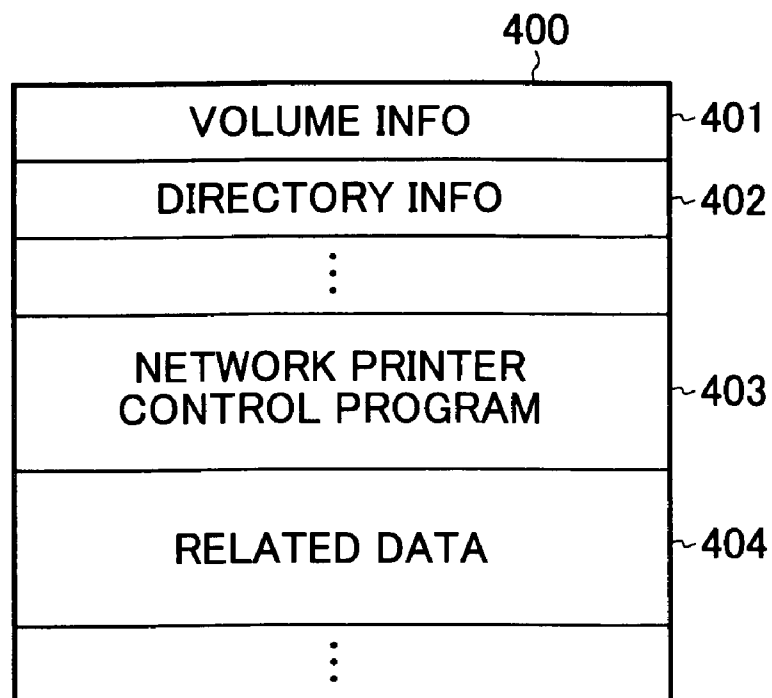 400
VOLUME INFO
401
DIRECTORY INFO
402
⋮
NETWORK PRINTER
CONTROL PROGRAM
403
RELATED DATA
404
⋮